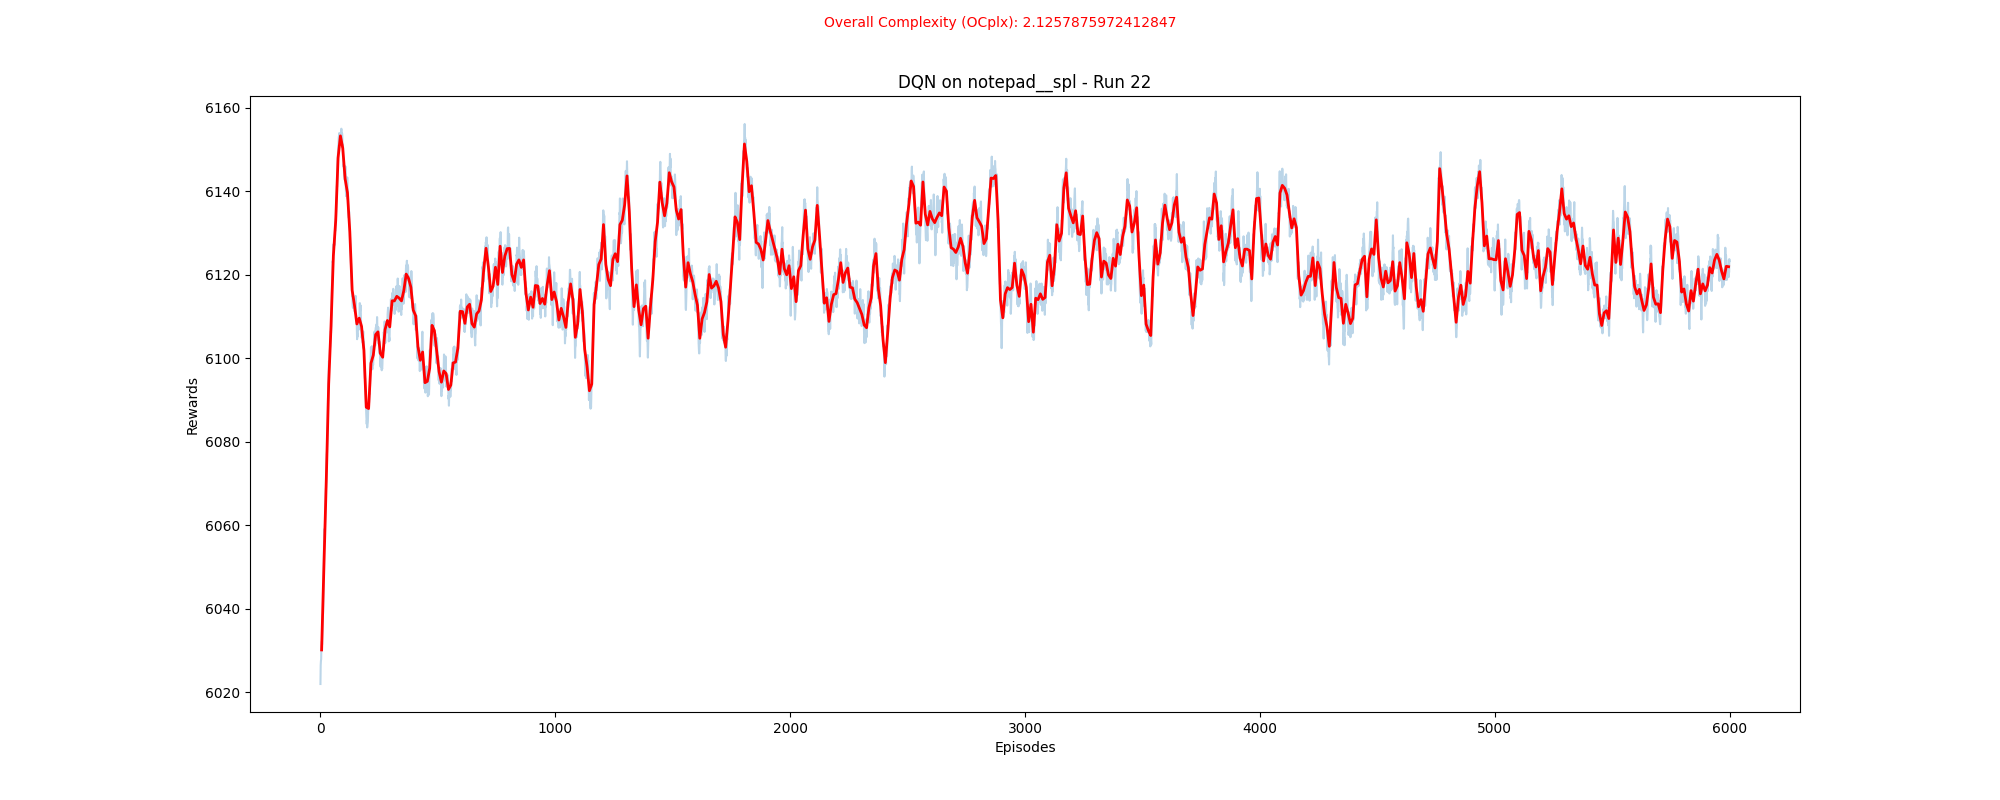 Overall Complexity (OCplx): 2.1257875972412847
DQN on notepad__spl - Run 22
6160
6140
6120
6100
6080
6060
6040
6020
Rewards
0 1000 2000 3000 4000 5000 6000
Episodes